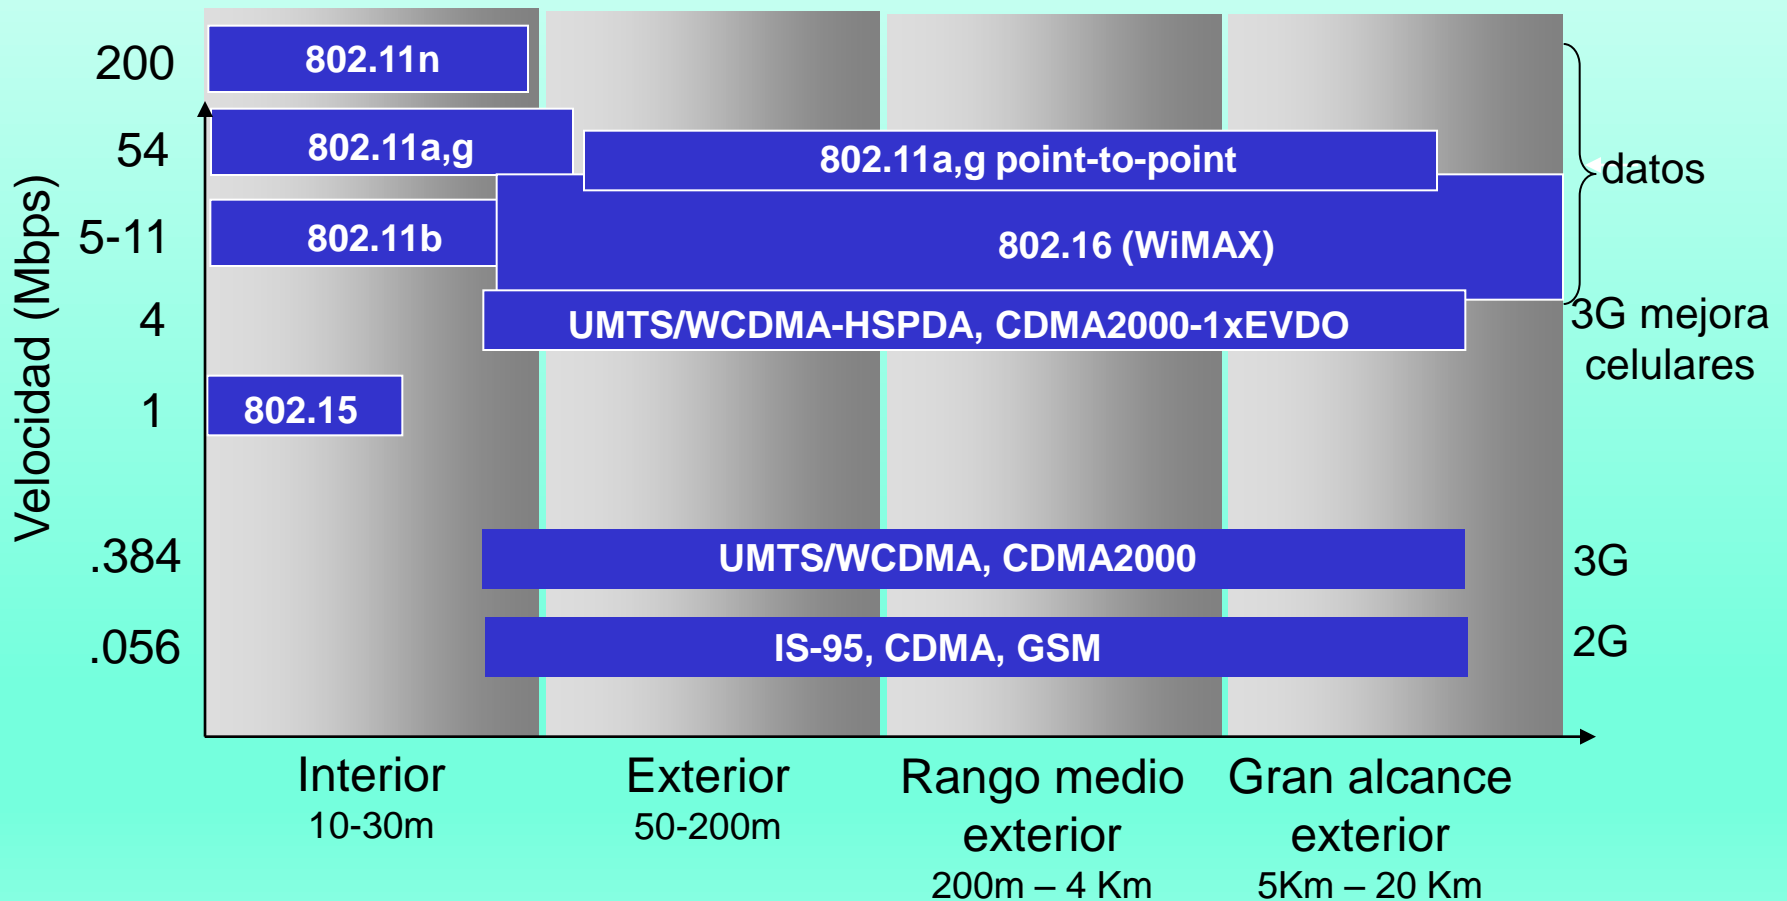 200
802.11n
54
802.11a,g
802.11a,g point-to-point
datos
5-11
802.11b
802.16 (WiMAX)
4
UMTS/WCDMA-HSPDA, CDMA2000-1xEVDO
3G mejora
celulares
1
802.15
Velocidad (Mbps)
.384
UMTS/WCDMA, CDMA2000
3G
.056
IS-95, CDMA, GSM
2G
Interior
10-30m
Exterior
50-200m
Rango medio
exterior
200m – 4 Km
Gran alcance
exterior
5Km – 20 Km